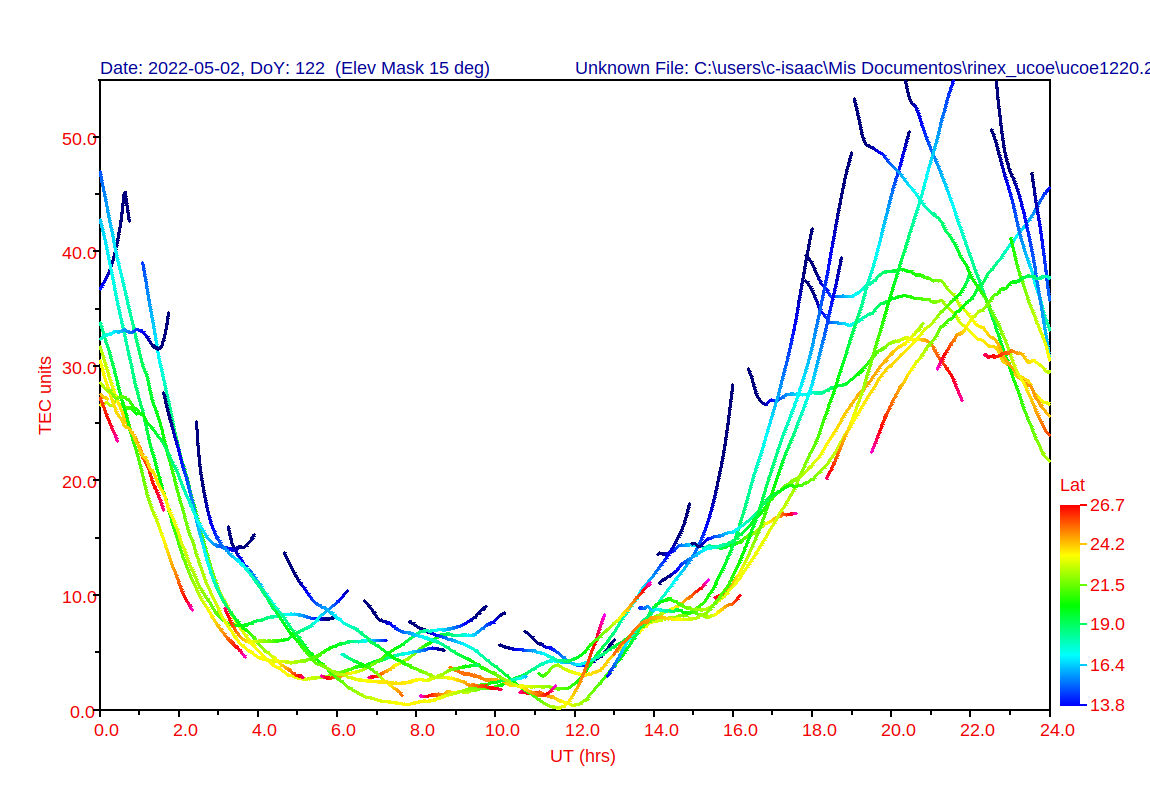 Date: 2022-05-02, DoY: 122  (Elev Mask 15 deg)
Unknown File: C:\users\c-isaac\Mis Documentos\rinex_ucoe\ucoe1220.2
50.0
40.0
30.0
20.0
10.0
0.0
TEC units
0.0 2.0 4.0 6.0 8.0 10.0 12.0 14.0 16.0 18.0 20.0 22.0 24.0
UT (hrs)
Lat
26.7
24.2
21.5
19.0
16.4
13.8